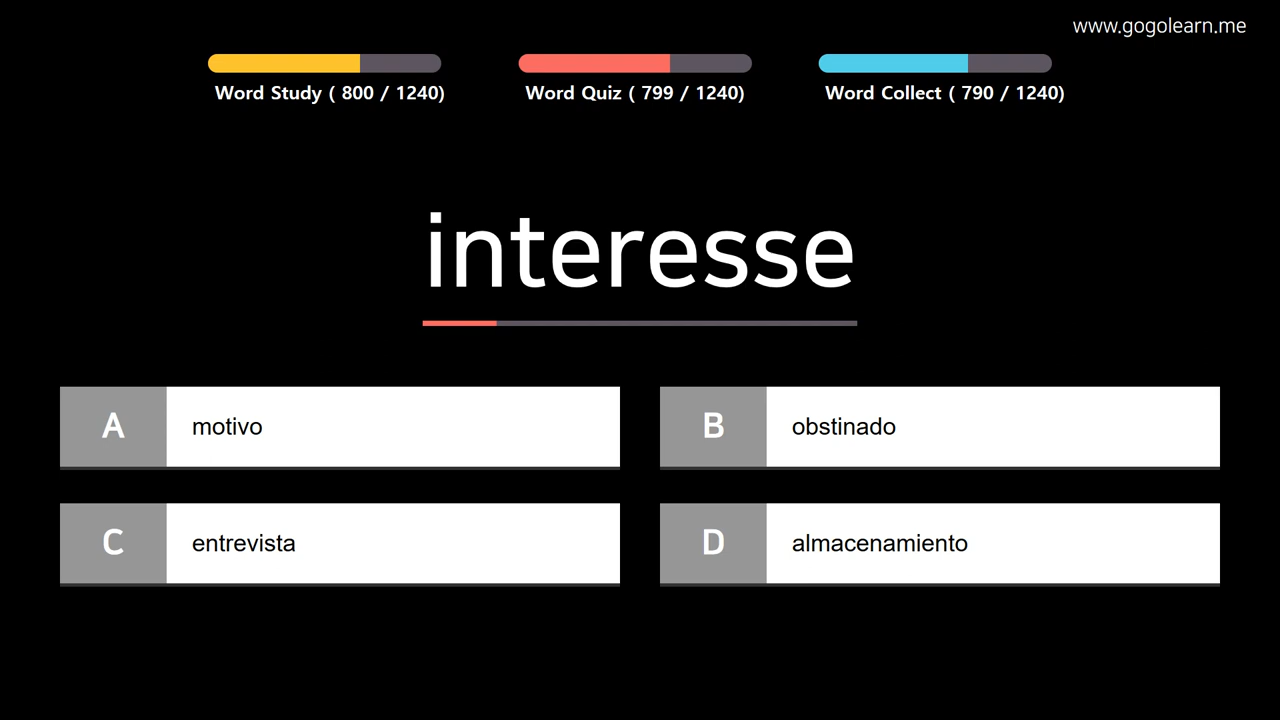 www.gogolearn.me
Word Study ( 800 / 1240)
Word Quiz ( 799 / 1240)
Word Collect ( 790 / 1240)
interesse
A motivo
B obstinado
C entrevista
D almacenamiento